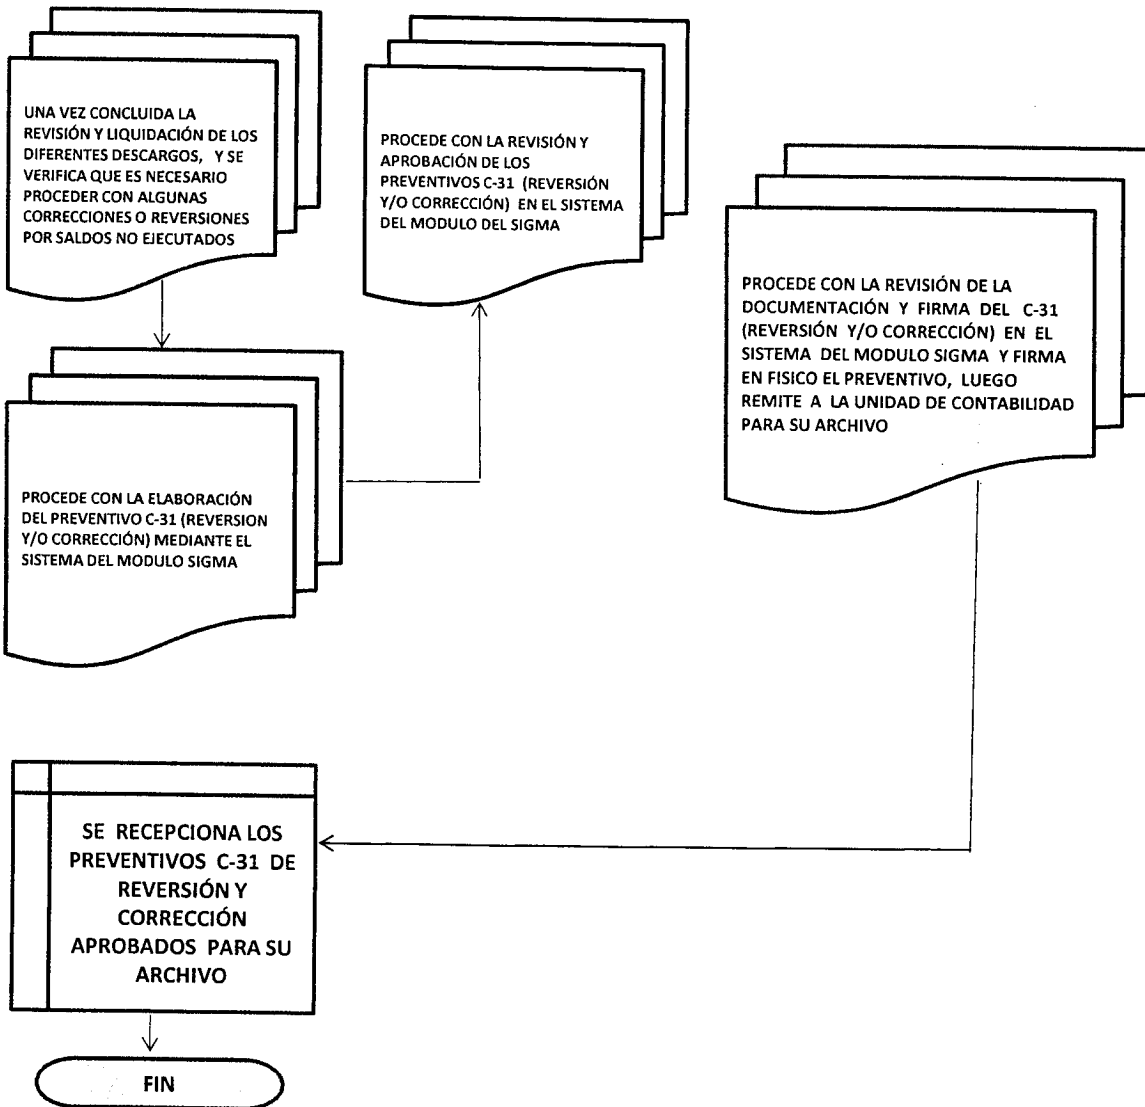 UNA VEZ CONCLUIDA LA
REVISIÓN Y LIQUIDACIÓN DE LOS
DIFERENTES DESCARGOS, Y SE
VERIFICA QUE ES NECESARIO
PROCEDER CON ALGUNAS
CORRECCIONES O REVERSIONES
POR SALDOS NO EJECUTADOS
PROCEDE CON LA ELABORACIÓN
DEL PREVENTIVO C-31 (REVERSION
Y/O CORRECCIÓN) MEDIANTE EL
SISTEMA DEL MODULO SIGMA
PROCEDE CON LA REVISIÓN Y
APROBACIÓN DE LOS
PREVENTIVOS C-31 (REVERSIÓN
Y/O CORRECCIÓN) EN EL SISTEMA
DEL MODULO DEL SIGMA
PROCEDE CON LA REVISIÓN DE LA
DOCUMENTACIÓN Y FIRMA DEL C-31
(REVERSIÓN Y/O CORRECCIÓN) EN EL
SISTEMA DEL MODULO SIGMA Y FIRMA
EN FISICO EL PREVENTIVO, LUEGO
REMITE A LA UNIDAD DE CONTABILIDAD
PARA SU ARCHIVO
SE RECEPCIONA LOS
PREVENTIVOS C-31 DE
REVERSIÓN Y
CORRECCIÓN
APROBADOS PARA SU
ARCHIVO
FIN